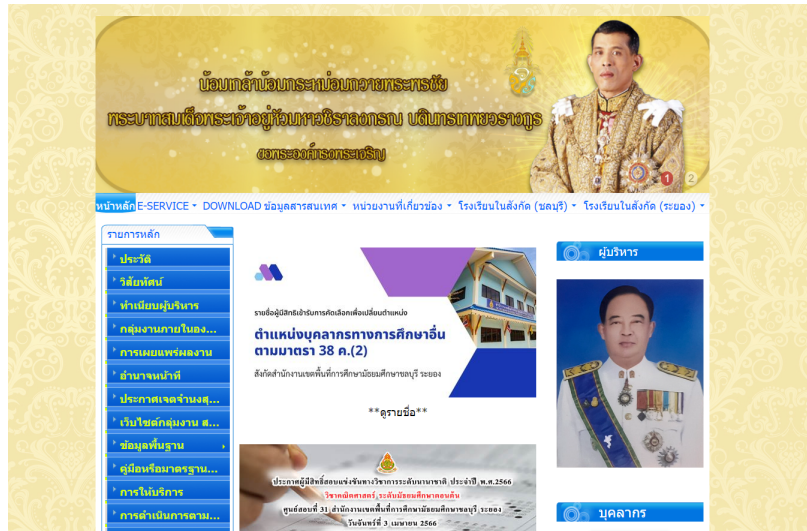 น้อมเกล้าน้อมกระหม่อมถวายพระพรชัย
พระบาทสมเด็จพระเจ้าอยู่หัวมหาวชิราลงกรณ บดินทรเทพยวรางกูร
ขอพระองค์ทรงพระเจริญ
1 2
หน้าหลัก E-SERVICE DOWNLOAD ข้อมูลสารสนเทศ หน่วยงานที่เกี่ยวข้อง โรงเรียนในสังกัด (ชลบุรี) โรงเรียนในสังกัด (ระยอง)
รายการหลัก
ประวัติ
วิสัยทัศน์
ทำเนียบผู้บริหาร
กลุ่มงานภายในอง...
การเผยแพร่ผลงาน
อำนาจหน้าที่
ประกาศเจตจำนงสุ...
เว็บไซต์กลุ่มงาน ส...
ข้อมูลพื้นฐาน
คู่มือหรือมาตรฐาน...
การให้บริการ
การดำเนินการตาม...
รายชื่อผู้มีสิทธิเข้ารับการคัดเลือกเพื่อเปลี่ยนตำแหน่ง
ตำแหน่งบุคลากรทางการศึกษาอื่น
ตามมาตรา 38 ค.(2)
สังกัดสำนักงานเขตพื้นที่การศึกษามัธยมศึกษาชลบุรี ระยอง
**ดูรายชื่อ**
ประกาศผู้มีสิทธิ์สอบแข่งขันทางวิชาการระดับนานาชาติ ประจำปี พ.ศ.2566
วิชาคณิตศาสตร์ ระดับมัธยมศึกษาตอนต้น
ศูนย์สอบที่ 31 สำนักงานเขตพื้นที่การศึกษามัธยมศึกษาชลบุรี ระยอง
วันจันทร์ที่ 3 เมษายน 2566
ผู้บริหาร
บุคลากร